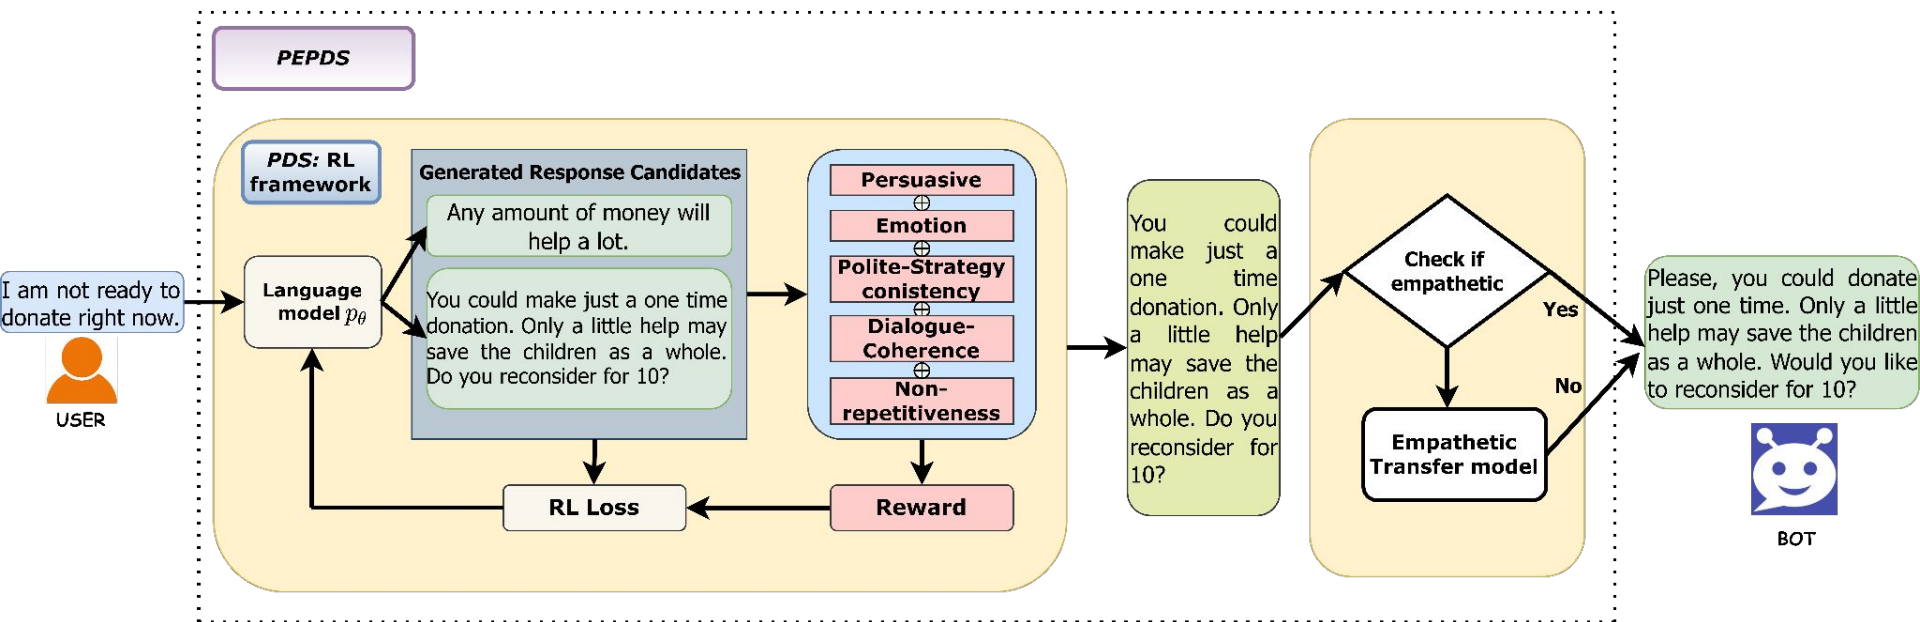 PEPDS
PDS: RL
framework
I am not ready to
donate right now.
USER
Language
model pθ
Generated Response Candidates
Any amount of money will
help a lot.
You could make just a one time
donation. Only a little help may
save the children as a whole.
Do you reconsider for 10?
Persuasive
⊕
Emotion
⊕
Polite-Strategy
conistency
⊕
Dialogue-
Coherence
⊕
Non-
repetitiveness
RL Loss
Reward
You could
make just a
one time
donation. Only
a little help
may save the
children as a
whole. Do you
reconsider for
10?
Check if
empathetic
Yes
No
Empathetic
Transfer model
Please, you could donate
just one time. Only a little
help may save the children
as a whole. Would you like
to reconsider for 10?
BOT